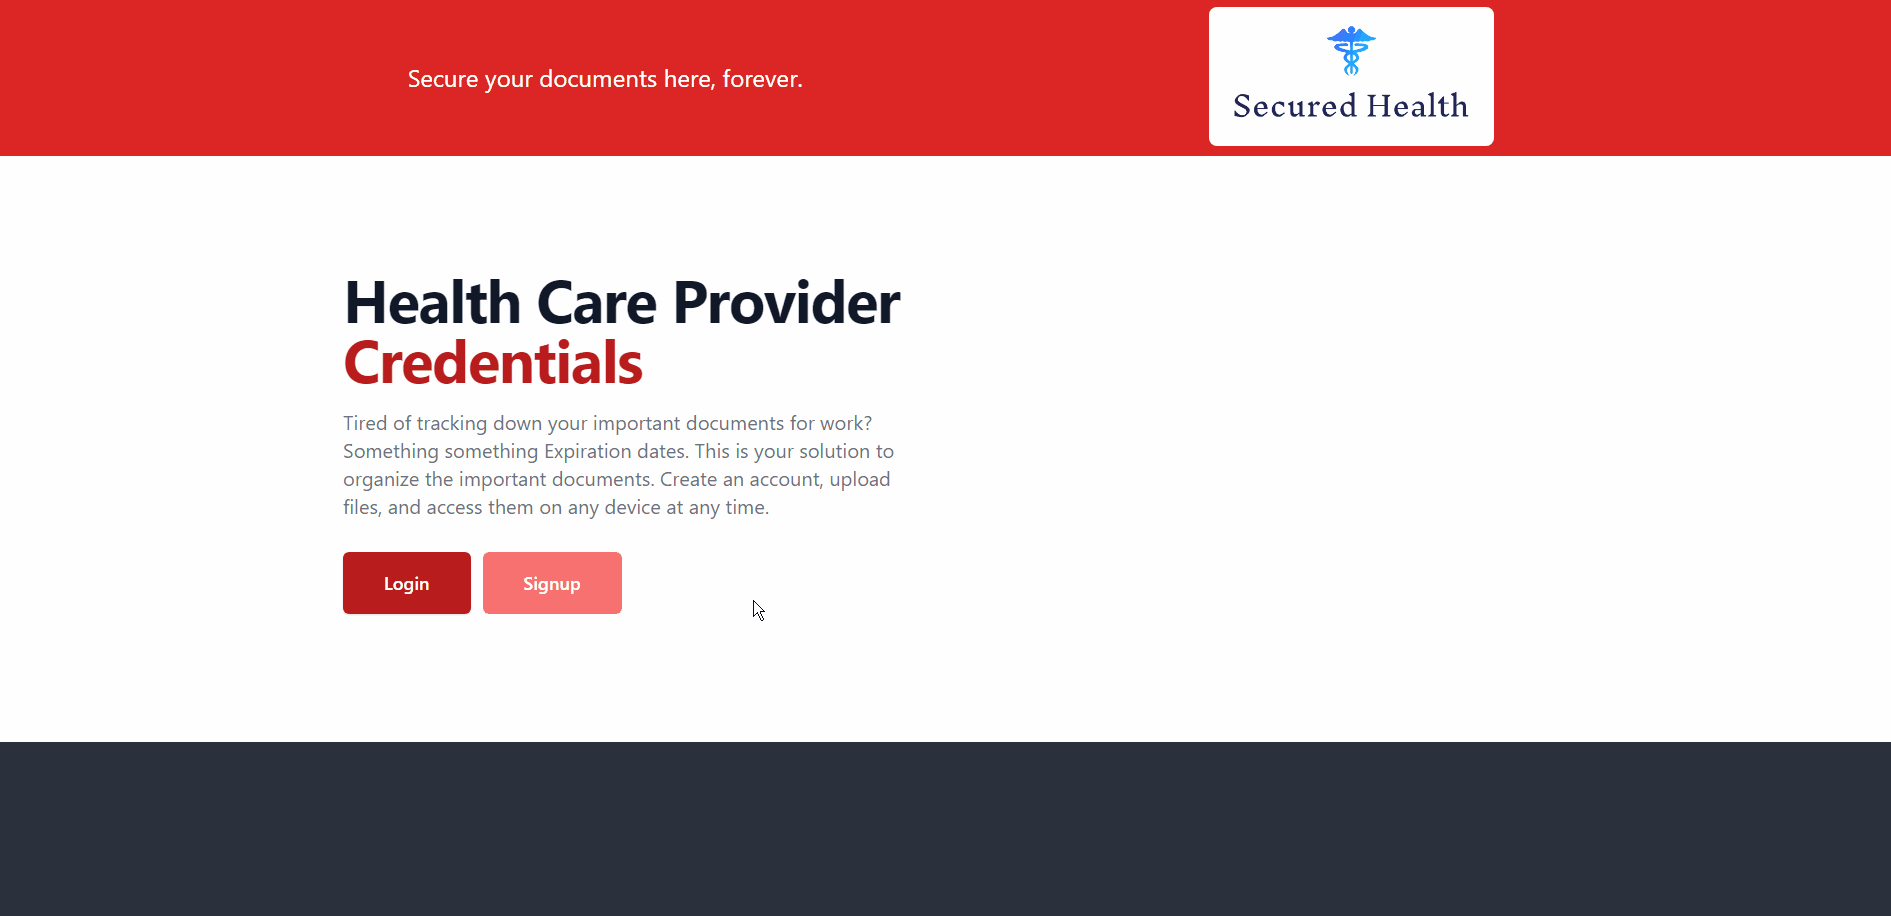 Secure your documents here, forever.
Secured Health
Health Care Provider
Credentials
Tired of tracking down your important documents for work?
Something something Expiration dates. This is your solution to
organize the important documents. Create an account, upload
files, and access them on any device at any time.
Login
Signup